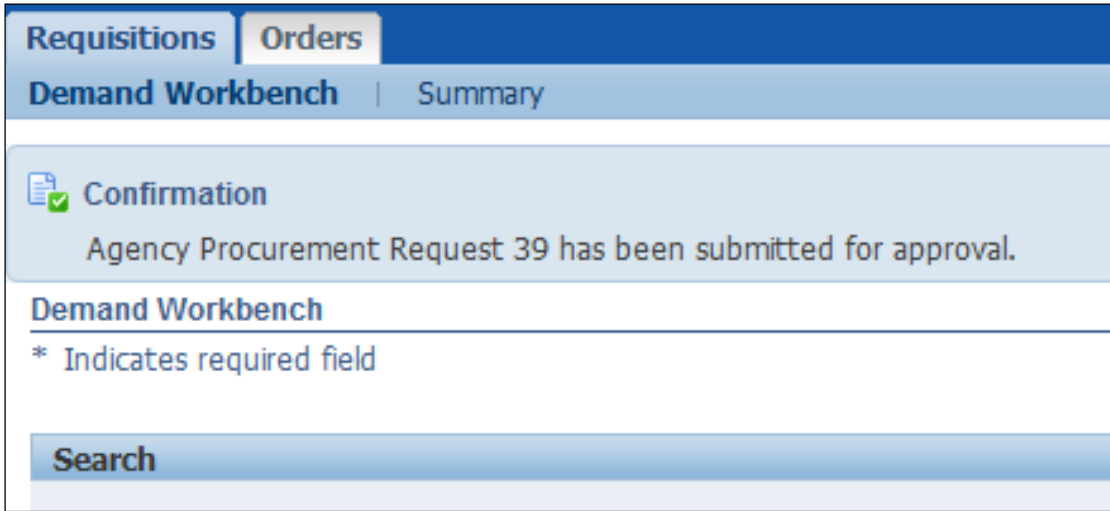 Requisitions Orders
Demand Workbench | Summary
Confirmation
Agency Procurement Request 39 has been submitted for approval.
Demand Workbench
* Indicates required field
Search